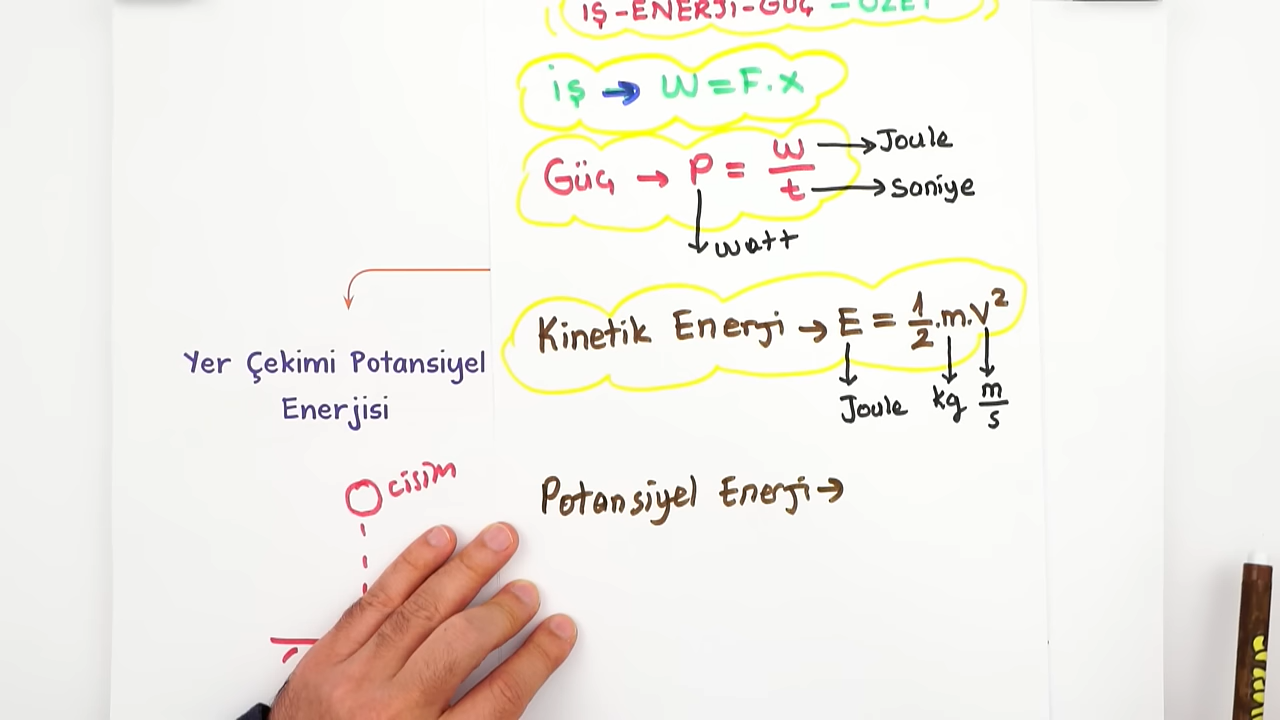 İŞ-ENERJİ-GÜÇ-ÖZET
İŞ → W = F.x
Güç → P = W/t
Joule
Soniye
Watt
Kinetik Enerji → E = 1/2.m.v²
Joule
kg
m/s
Yer Çekimi Potansiyel
Enerjisi
cisim
Potansiyel Enerji →